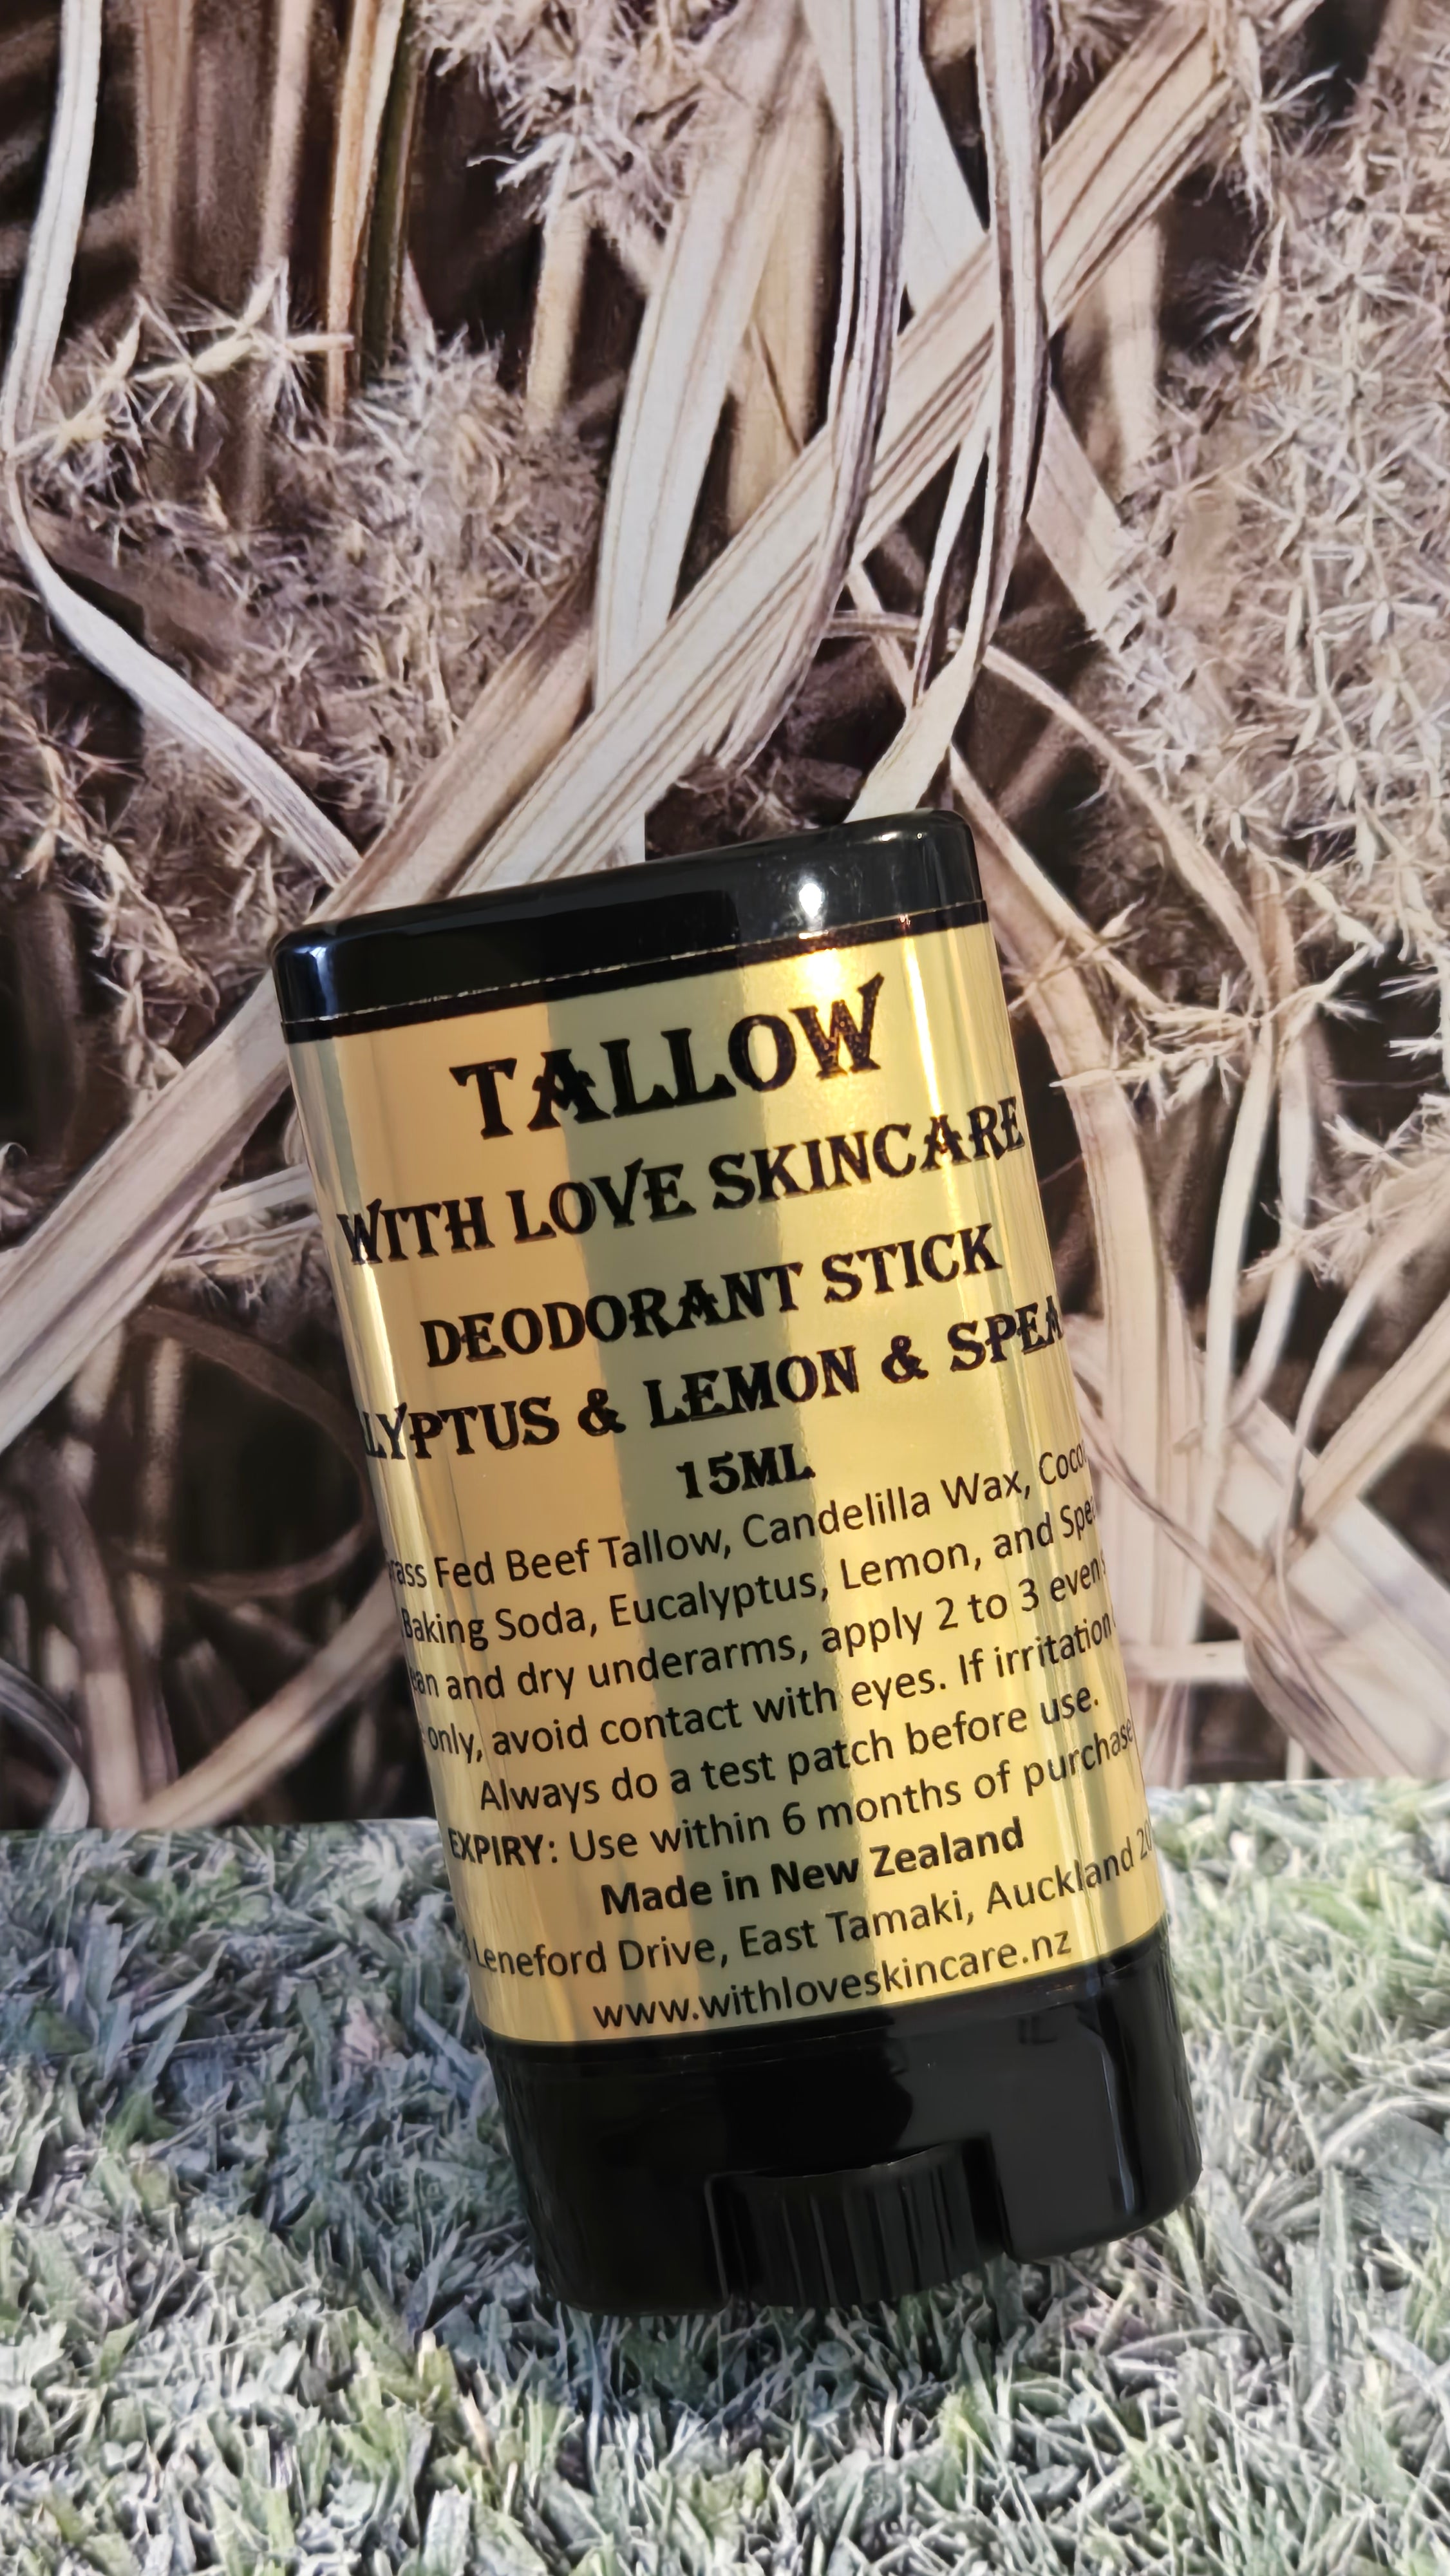 TALLOW
WITH LOVE SKINCARE
DEODORANT STICK
LYPTUS & LEMON & SPEA
15ML
ass Fed Beef Tallow, Candelilla Wax, Coco
Baking Soda, Eucalyptus, Lemon, and Spe
an and dry underarms, apply 2 to 3 even
only, avoid contact with eyes. If irritation
Always do a test patch before use.
EXPIRY: Use within 6 months of purchase
Made in New Zealand
Leneford Drive, East Tamaki, Auckland 20
www.withloveskincare.nz